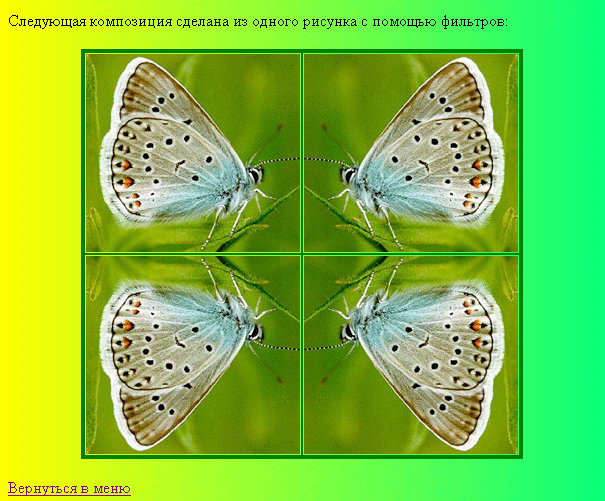 Следующая композиция сделана из одного рисунка с помощью фильтров:
Вернуться в меню